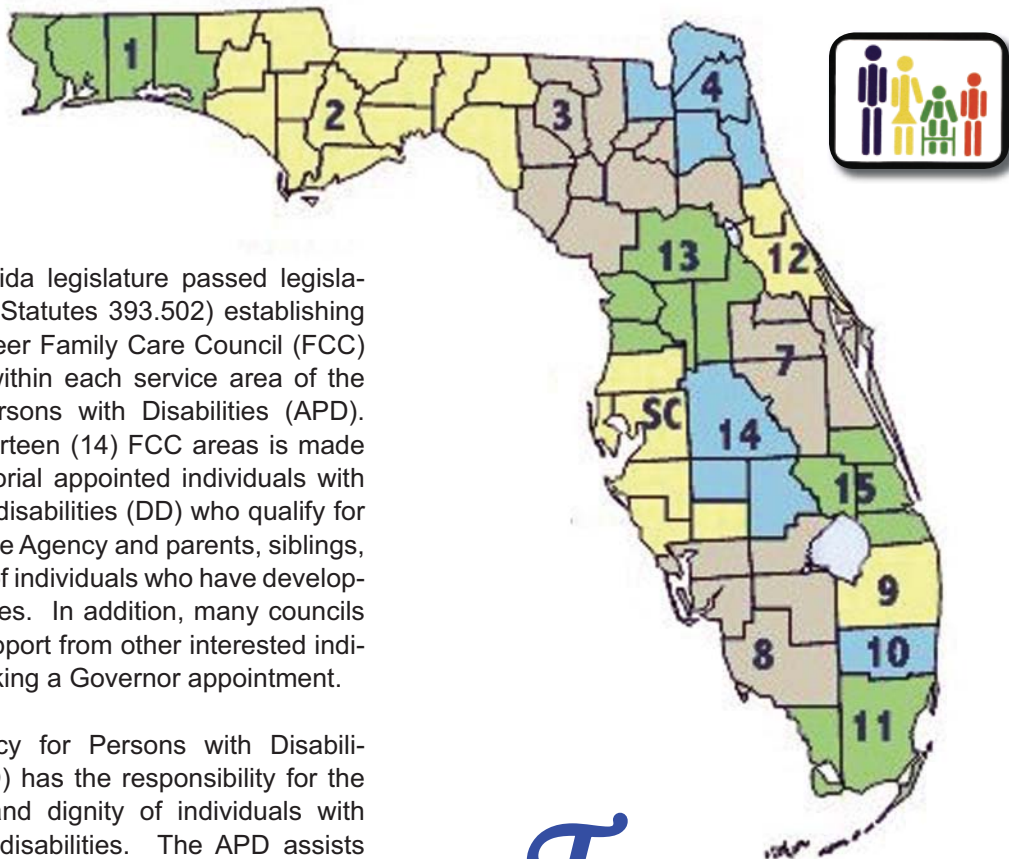 1
2
3
4
13
12
7
SC
14
15
9
8
10
11
ida legislature passed legisla-
Statutes 393.502) establishing
eer Family Care Council (FCC)
within each service area of the
rsons with Disabilities (APD).
rteen (14) FCC areas is made
orial appointed individuals with
disabilities (DD) who qualify for
e Agency and parents, siblings,
f individuals who have develop-
es. In addition, many councils
pport from other interested indi-
king a Governor appointment.
cy for Persons with Disabili-
) has the responsibility for the
and dignity of individuals with
disabilities. The APD assists
T